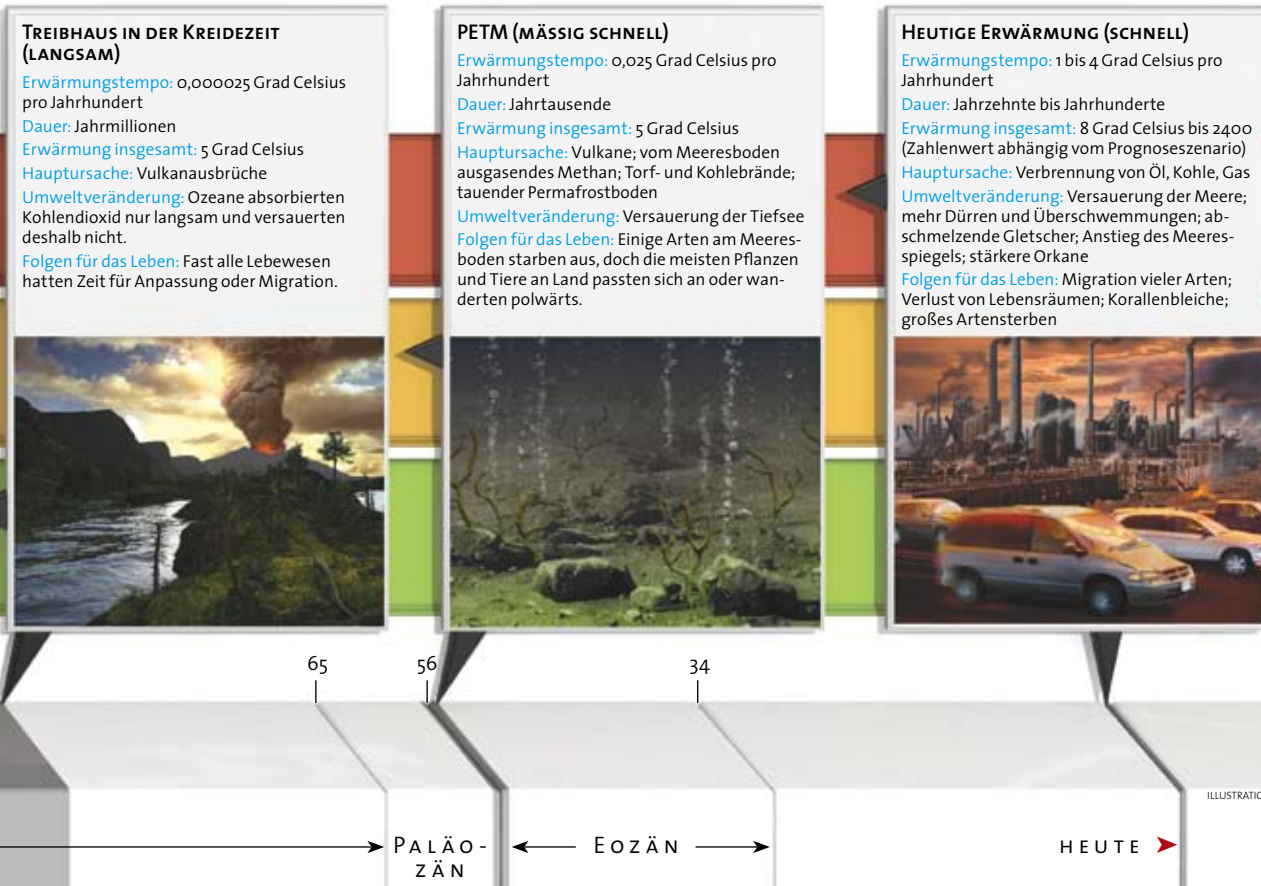 TREIBHAUS IN DER KREIDEZEIT
(LANGSAM)
Erwärmungstempo: 0,000025 Grad Celsius
pro Jahrhundert
Dauer: Jahrmillionen
Erwärmung insgesamt: 5 Grad Celsius
Hauptursache: Vulkanausbrüche
Umweltveränderung: Ozeane absorbierten
Kohlendioxid nur langsam und versauerten
deshalb nicht.
Folgen für das Leben: Fast alle Lebewesen
hatten Zeit für Anpassung oder Migration.
PETM (MÄSSIG SCHNELL)
Erwärmungstempo: 0,025 Grad Celsius pro
Jahrhundert
Dauer: Jahrtausende
Erwärmung insgesamt: 5 Grad Celsius
Hauptursache: Vulkane; vom Meeresboden
ausgasendes Methan; Torf- und Kohlebrände;
tauender Permafrostboden
Umweltveränderung: Versauerung der Tiefsee
Folgen für das Leben: Einige Arten am Meeres-
boden starben aus, doch die meisten Pflanzen
und Tiere an Land passten sich an oder wan-
derten polwärts.
HEUTIGE ERWÄRMUNG (SCHNELL)
Erwärmungstempo: 1 bis 4 Grad Celsius pro
Jahrhundert
Dauer: Jahrzehnte bis Jahrhunderte
Erwärmung insgesamt: 8 Grad Celsius bis 2400
(Zahlenwert abhängig vom Prognoseszenario)
Hauptursache: Verbrennung von Öl, Kohle, Gas
Umweltveränderung: Versauerung der Meere;
mehr Dürren und Überschwemmungen; ab-
schmelzende Gletscher; Anstieg des Meeres-
spiegels; stärkere Orkane
Folgen für das Leben: Migration vieler Arten;
Verlust von Lebensräumen; Korallenbleiche;
großes Artensterben
65 56 34
ILLUSTRATIO
PALÄO-
ZÄN
EOZÄN
HEUTE